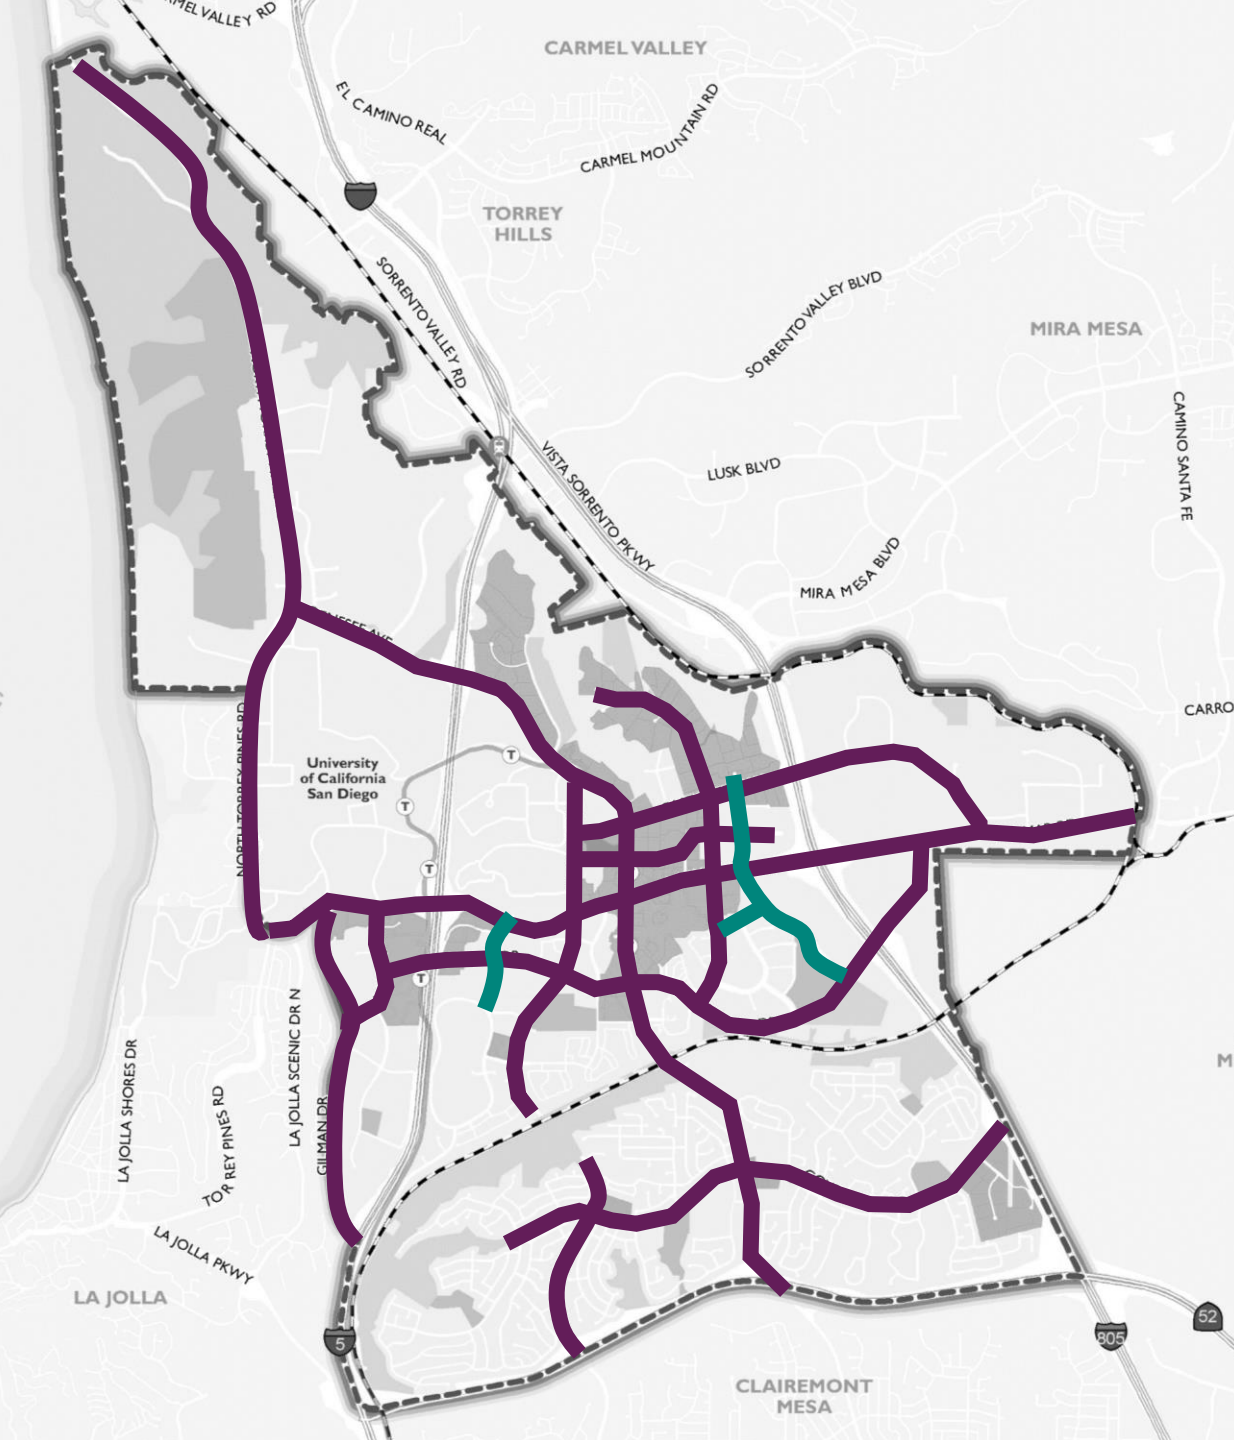 CARMEL VALLEY
EL CAMINO REAL
CARMEL MOUNTAIN RD
TORREY
HILLS
SORRENTO VALLEY RD
SORRENTO VALLEY BLVD
MIRA MESA
CAMINO SANTA FE
VISTA SORRENTO PKWY
LUSK BLVD
MIRA MESA BLVD
CARRO
NORTH TORREY PINES RD
University
of California
San Diego
T
T
T
T
LA JOLLA SHORES DR
TORREY PINES RD
LA JOLLA SCENIC DR N
GILMAN DR
LA JOLLA PKWY
LA JOLLA
5
52
805
CLAIREMONT
MESA